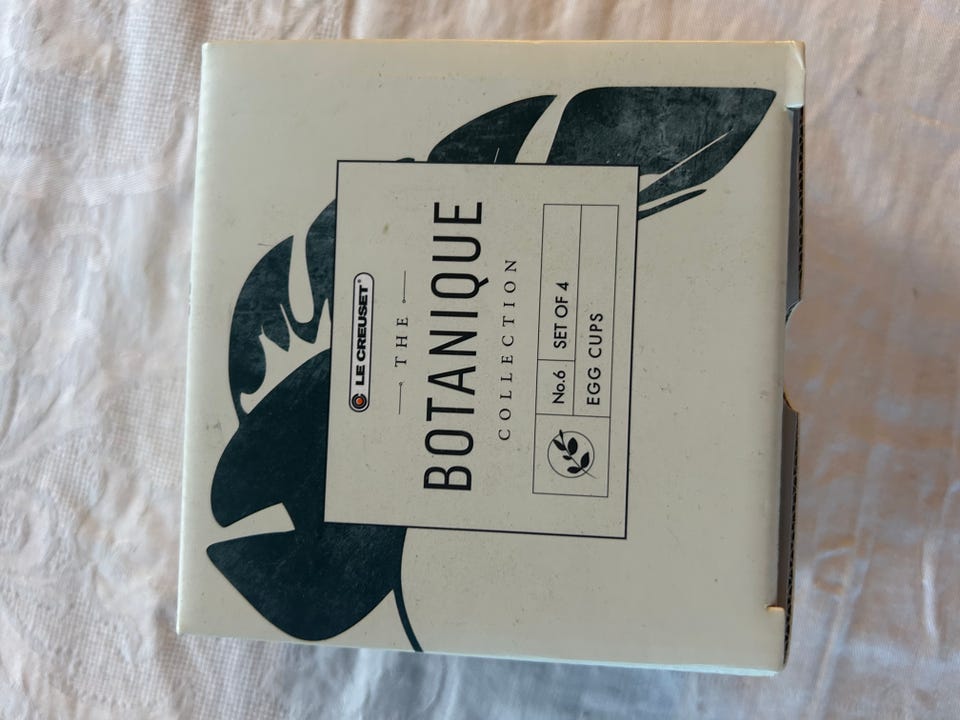 LE CREUSET®
THE
BOTANIQUE
COLLECTION
No.6 SET OF 4
EGG CUPS